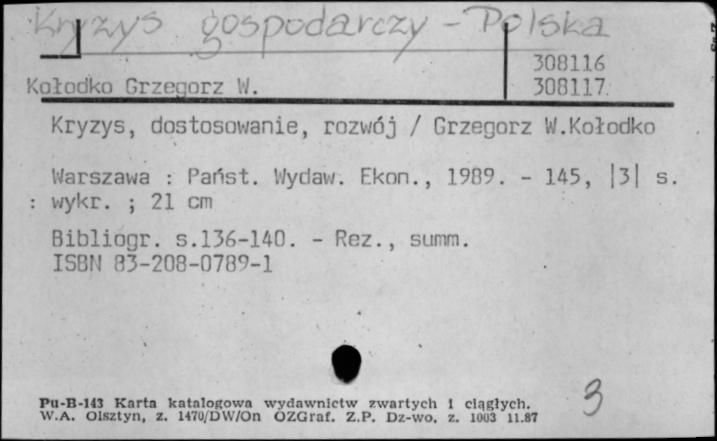 Kryzys gospodarczy - Polska
308116
Kołodko Grzegorz W. 308117.
Kryzys, dostosowanie, rozwój / Grzegorz W.Kołodko
Warszawa : Państ. Wydaw. Ekon., 1989. - 145, |3| s.
: wykr. ; 21 cm
Bibliogr. s.136-140. - Rez., summ.
ISBN 83-208-0789-1
3
Pu-B-143 Karta katalogowa wydawnictw zwartych i ciągłych.
W.A. Olsztyn, z. 1470/DW/On OZGraf. Z.P. Dz-wo, z. 1003 11.87